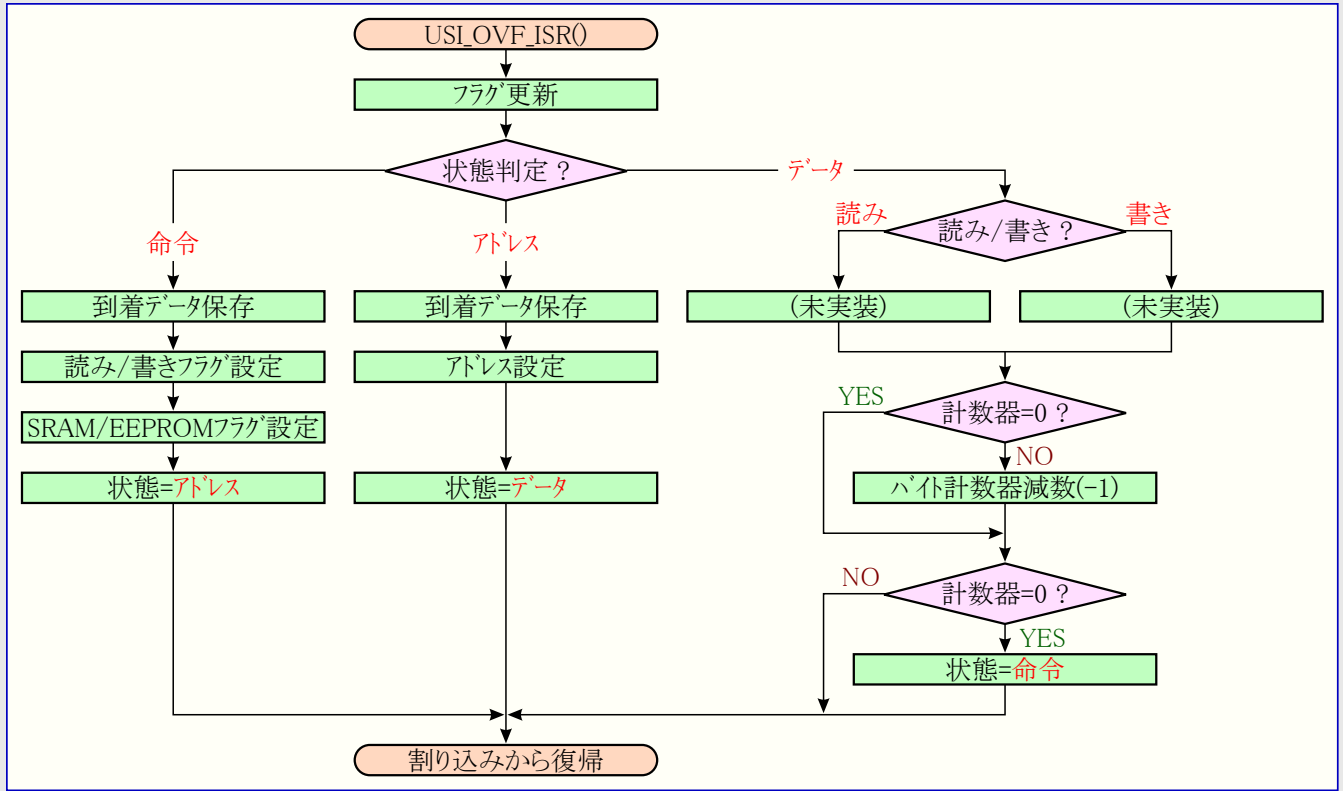 USI_OVF_ISR()
フラグ更新
状態判定 ?
命令
アドレス
データ
読み/書き ?
読み
書き
到着データ保存
到着データ保存
(未実装)
(未実装)
読み/書きフラグ設定
アドレス設定
SRAM/EEPROMフラグ設定
計数器=0 ?
YES
NO
状態=アドレス
状態=データ
バイト計数器減数(-1)
計数器=0 ?
NO
YES
状態=命令
割り込みから復帰